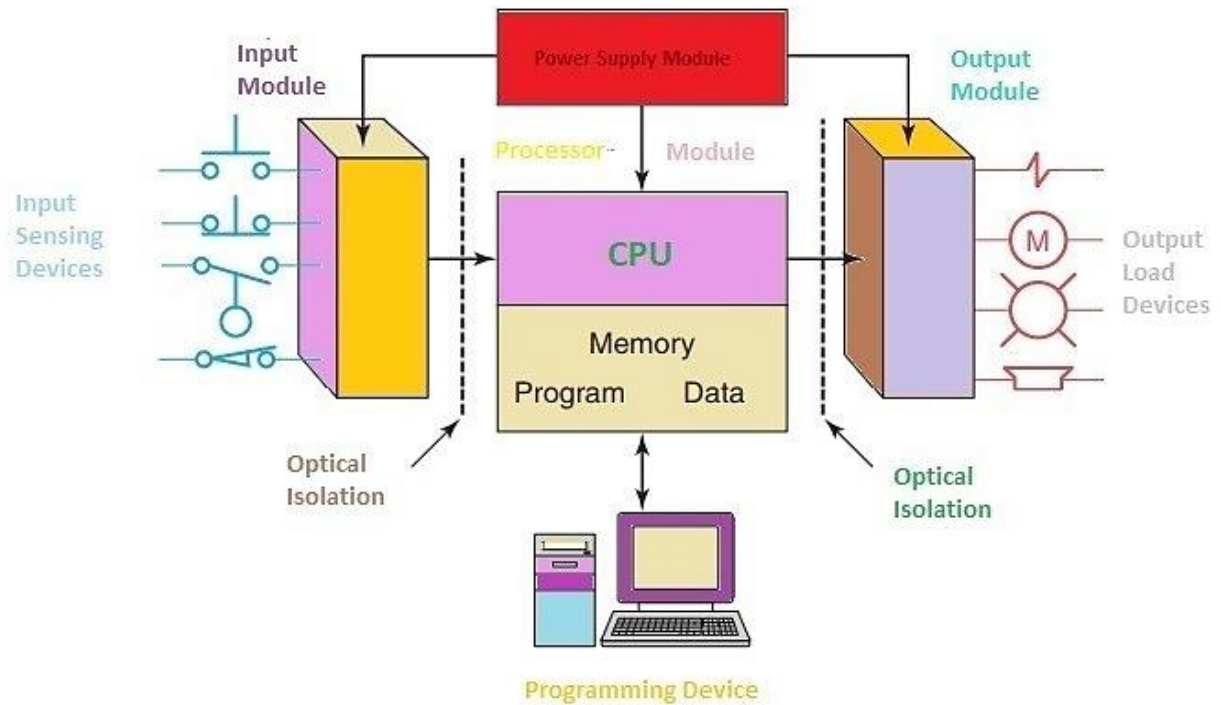 Power Supply Module
Input
Module
Output
Module
Processor-- Module
Input
Sensing
Devices
CPU
M
Output
Load
Devices
Memory
Program Data
Optical
Isolation
Optical
Isolation
Programming Device